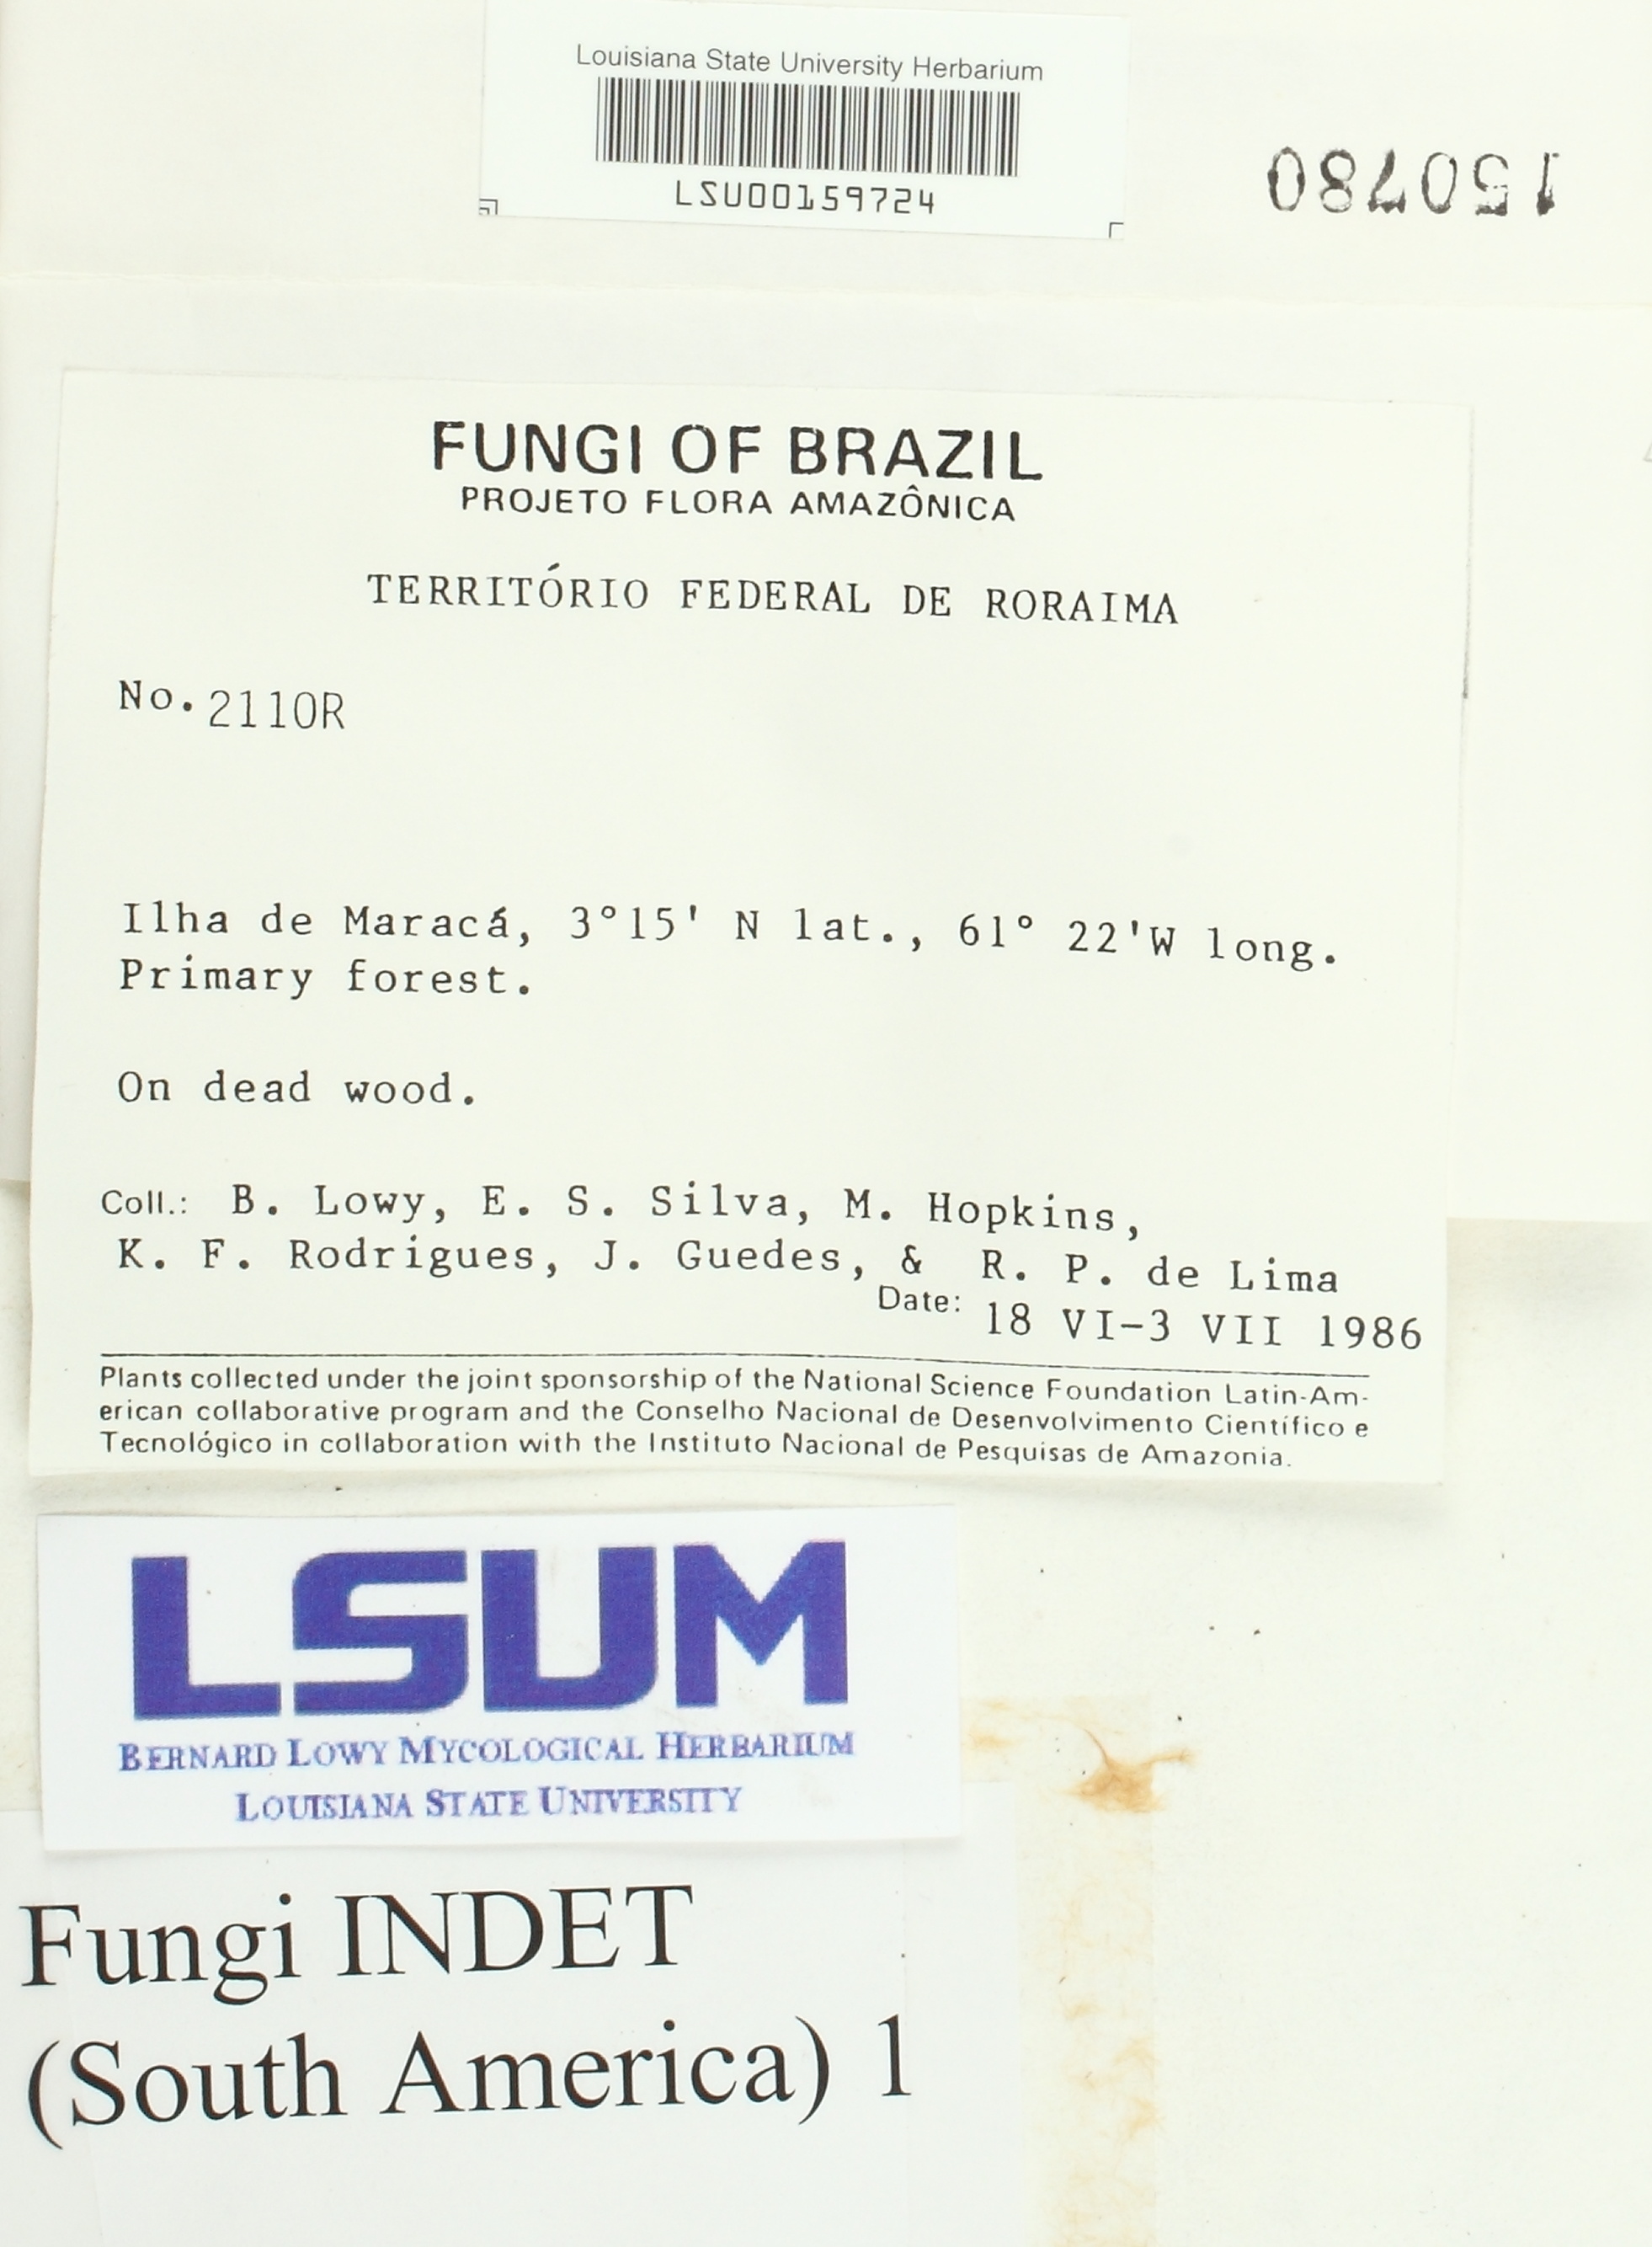 Louisiana State University Herbarium
LSU00159724
150780
FUNGI OF BRAZIL
PROJETO FLORA AMAZÔNICA
TERRITÓRIO FEDERAL DE RORAIMA
No. 2110R
Ilha de Maracá, 3°15' N lat., 61° 22'W long.
Primary forest.
On dead wood.
Coll.: B. Lowy, E. S. Silva, M. Hopkins,
K. F. Rodrigues, J. Guedes, & R. P. de Lima
Date: 18 VI-3 VII 1986
Plants collected under the joint sponsorship of the National Science Foundation Latin-Am-
erican collaborative program and the Conselho Nacional de Desenvolvimento Científico e
Tecnológico in collaboration with the Instituto Nacional de Pesquisas de Amazonia.
LSUM
BERNARD LOWY MYCOLOGICAL HERBARIUM
LOUISIANA STATE UNIVERSITY
Fungi INDET
(South America) 1